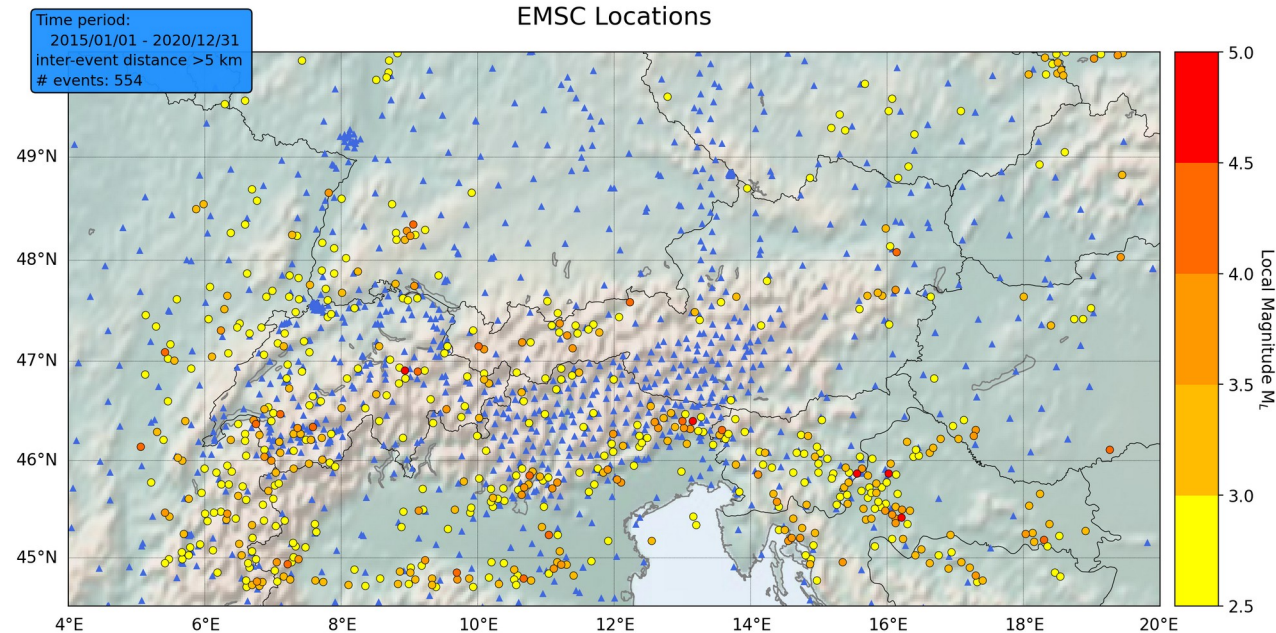 EMSC Locations
Time period:
2015/01/01 - 2020/12/31
inter-event distance >5 km
# events: 554
49°N
48°N
47°N
46°N
45°N
4°E 6°E 8°E 10°E 12°E 14°E 16°E 18°E 20°E
5.0
4.5
4.0
3.5
3.0
2.5
Local Magnitude M_L